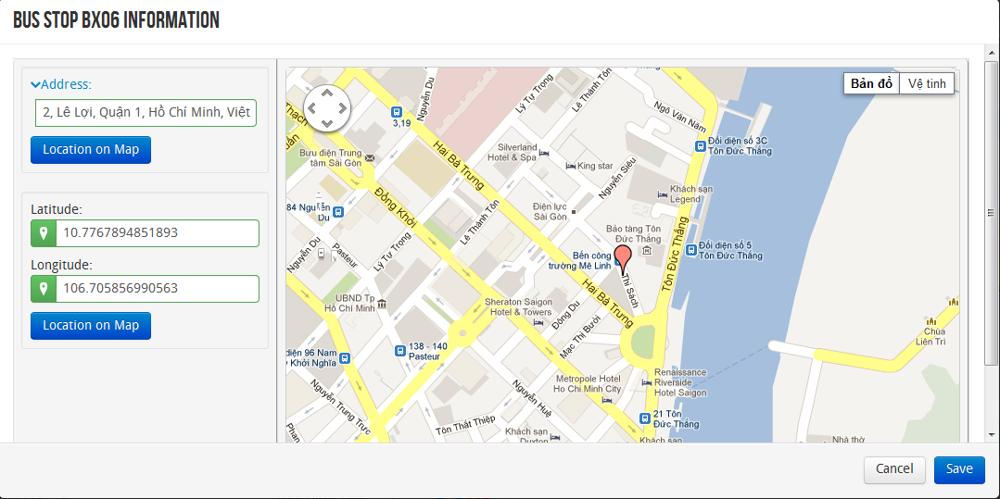 BUS STOP BX06 INFORMATION
Address:
2, Lê Lợi, Quận 1, Hồ Chí Minh, Việt
Location on Map
Latitude:
10.7767894851893
Longitude:
106.705856990563
Location on Map
Bản đồ
Vệ tinh
Thạch
3,19
Nguyễn Du
Lý Tự Trọng
Lê Thánh Tôn
Ngô Văn Năm
Đối diện số 3C
Tôn Đức Thắng
Bưu điện Trung
tâm Sài Gòn
Hai Bà Trưng
Silverland
Hotel & Spa
King star
Nguyễn Siêu
Khách sạn
Legend
Đồng Khởi
84 Nguyễn
Du
Lê Thánh Tôn
Điện lực
Sài Gòn
Bảo tàng Tôn
Đức Thắng
Tôn Đức Thắng
Đối diện số 5
Tôn Đức Thắng
Nguyễn Du
Pasteur
Lý Tự Trọng
Bến công
trường Mê Linh
Thi Sách
Hai Bà Trưng
UBND Tp
Hồ Chí Minh
Sheraton Saigon
Hotel & Towers
Đông Du
Mạc Thị Bưởi
Chùa
Liên Trì
diện 96 Nam
Kỳ Khởi Nghĩa
138 - 140
Pasteur
Metropole Hotel
Ho Chi Minh City
Renaissance
Riverside
Hotel Saigon
Nguyễn Trung Trực
Nguyễn Huệ
Tôn Thất Thiệp
21 Tôn
Đức Thắng
Phan
Khách sạn
Duxton
Khách sạn
Nhà thờ
Cancel
Save